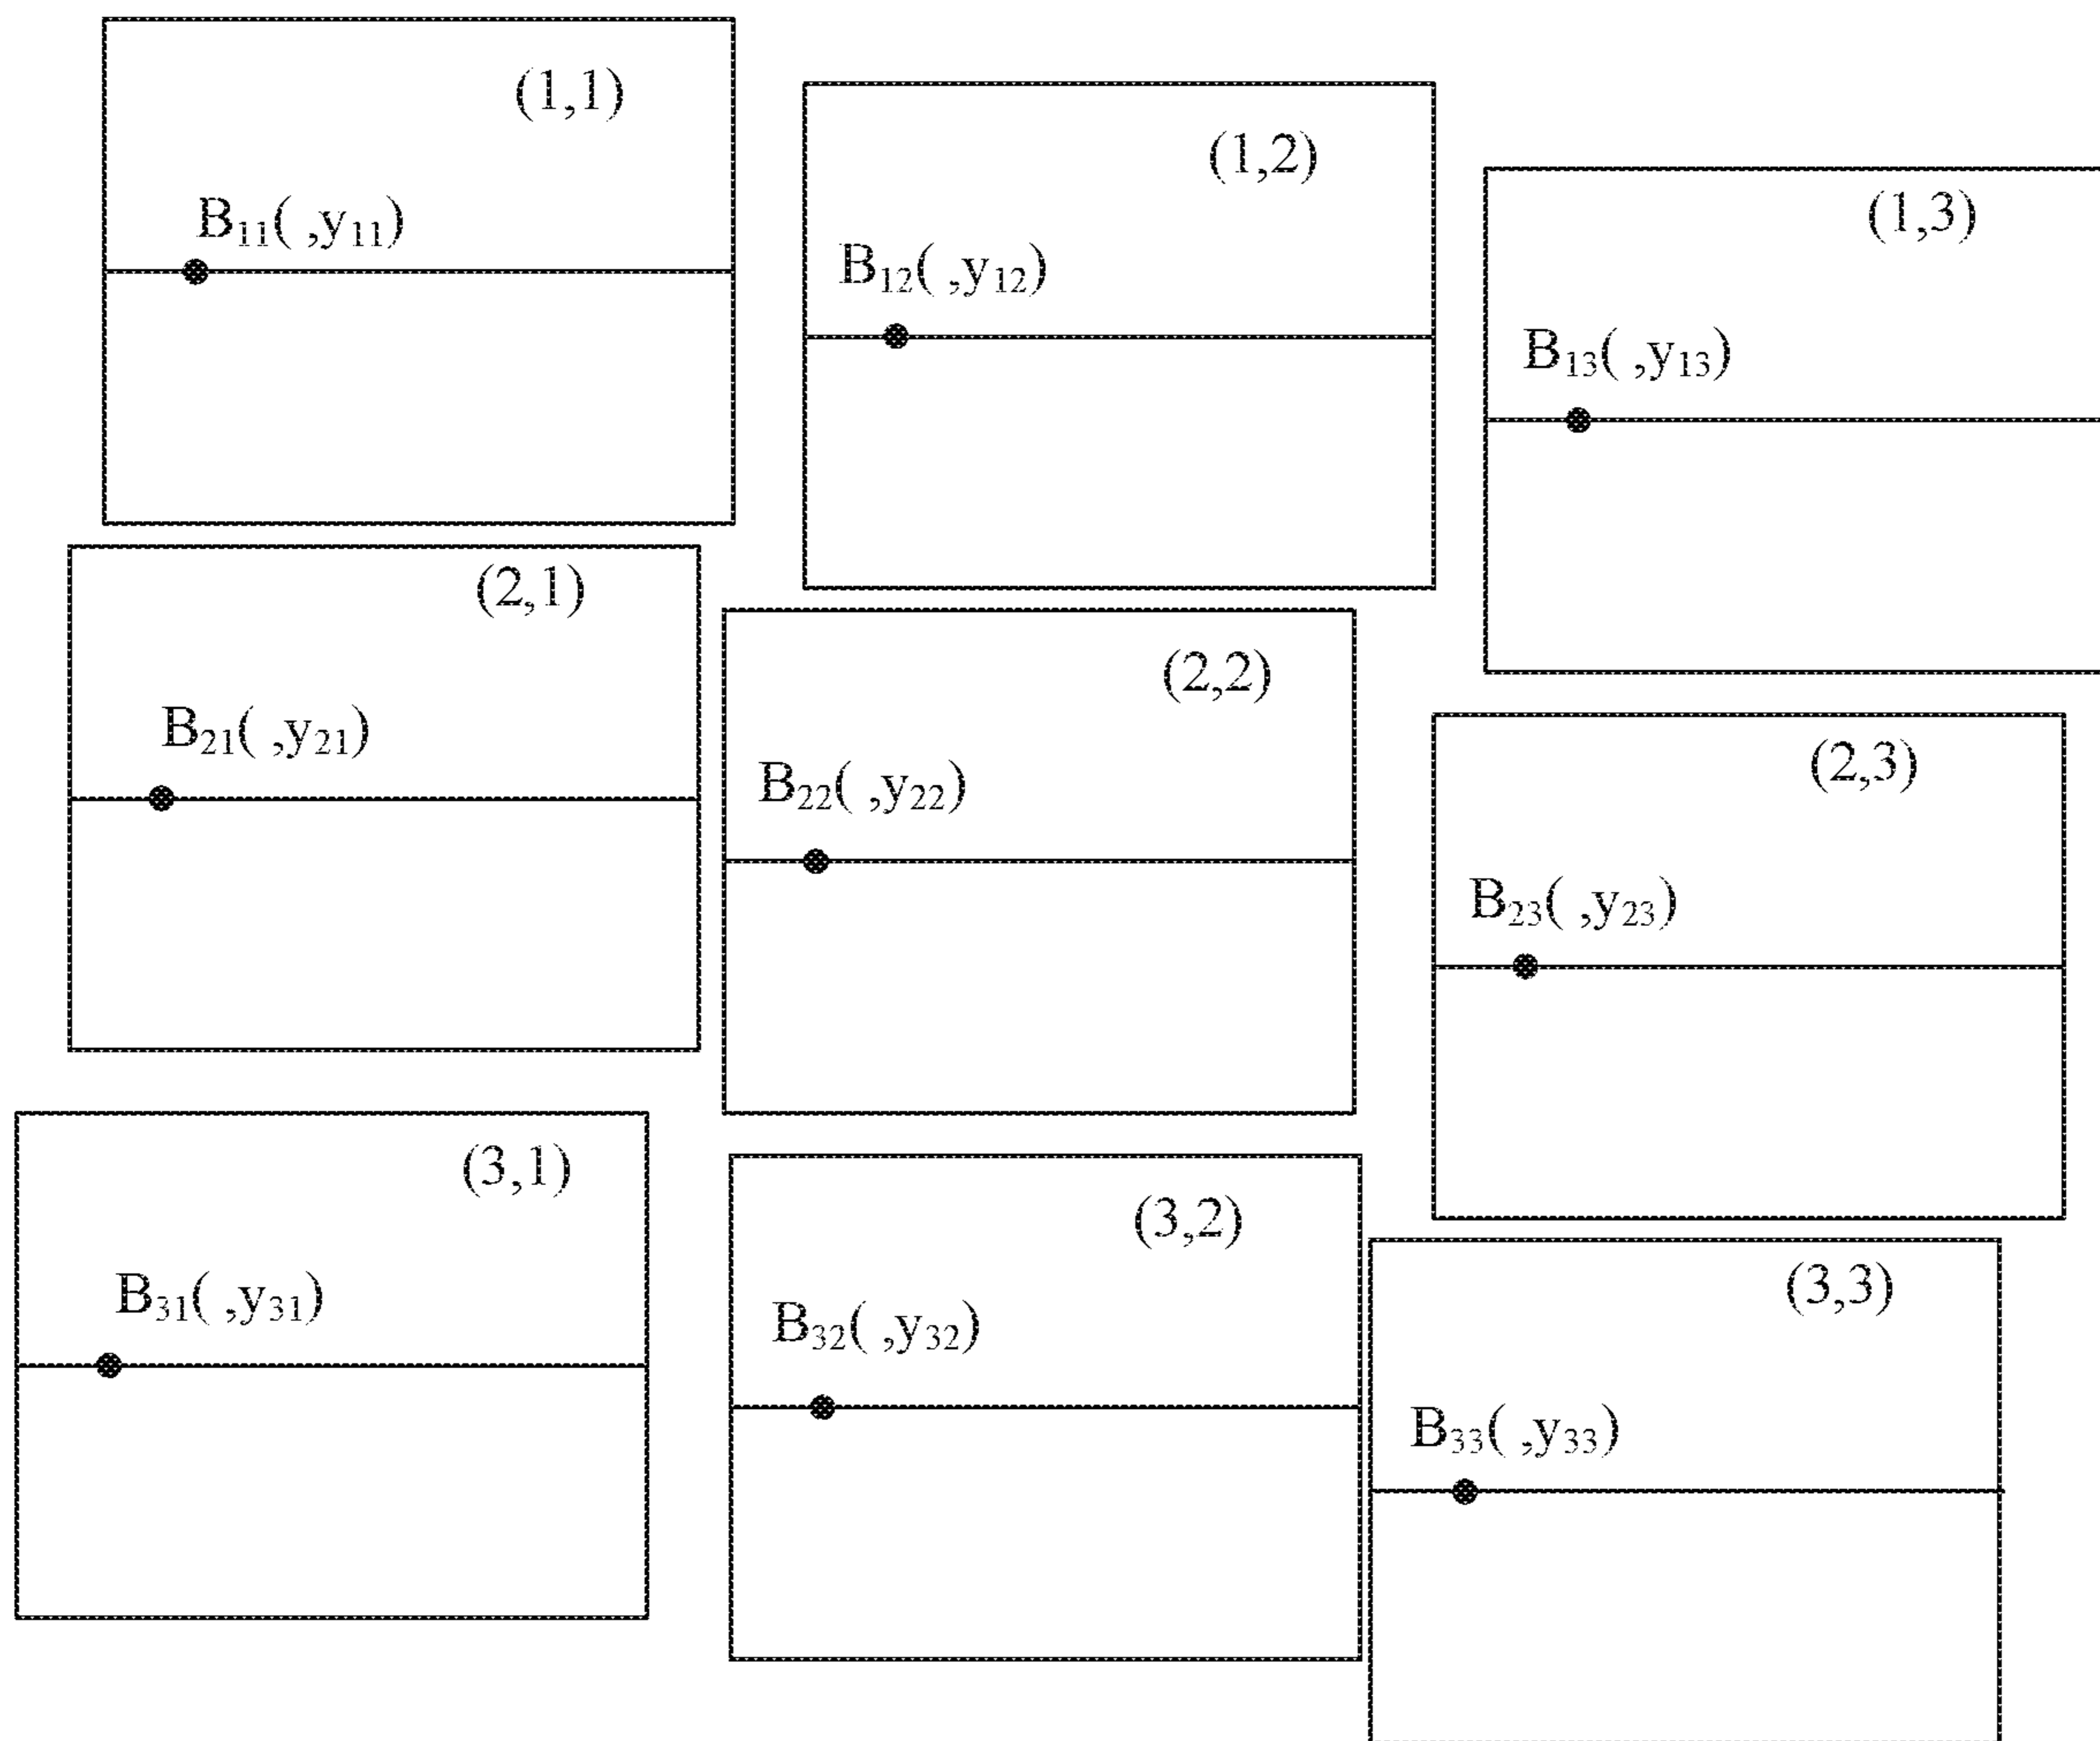 (1,1)
B₁₁( ,y₁₁)
(1,2)
B₁₂( ,y₁₂)
(1,3)
B₁₃( ,y₁₃)
(2,1)
B₂₁( ,y₂₁)
(2,2)
B₂₂( ,y₂₂)
(2,3)
B₂₃( ,y₂₃)
(3,1)
B₃₁( ,y₃₁)
(3,2)
B₃₂( ,y₃₂)
(3,3)
B₃₃( ,y₃₃)